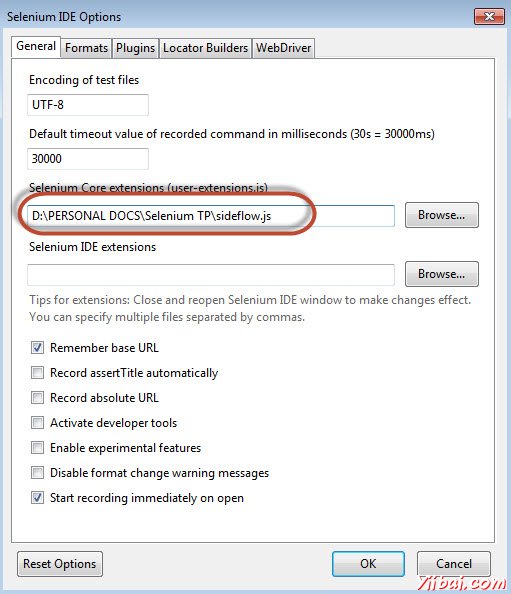 Selenium IDE Options
General Formats Plugins Locator Builders WebDriver
Encoding of test files
UTF-8
Default timeout value of recorded command in milliseconds (30s = 30000ms)
30000
Selenium Core extensions (user-extensions.js)
D:\PERSONAL DOCS\Selenium TP\sideflow.js Browse...
Selenium IDE extensions
Browse...
Tips for extensions: Close and reopen Selenium IDE window to make changes effect.
You can specify multiple files separated by commas.
Remember base URL
Record assertTitle automatically
Record absolute URL
Activate developer tools
Enable experimental features
Disable format change warning messages
Start recording immediately on open
Reset Options OK Cancel
Yiibai.com